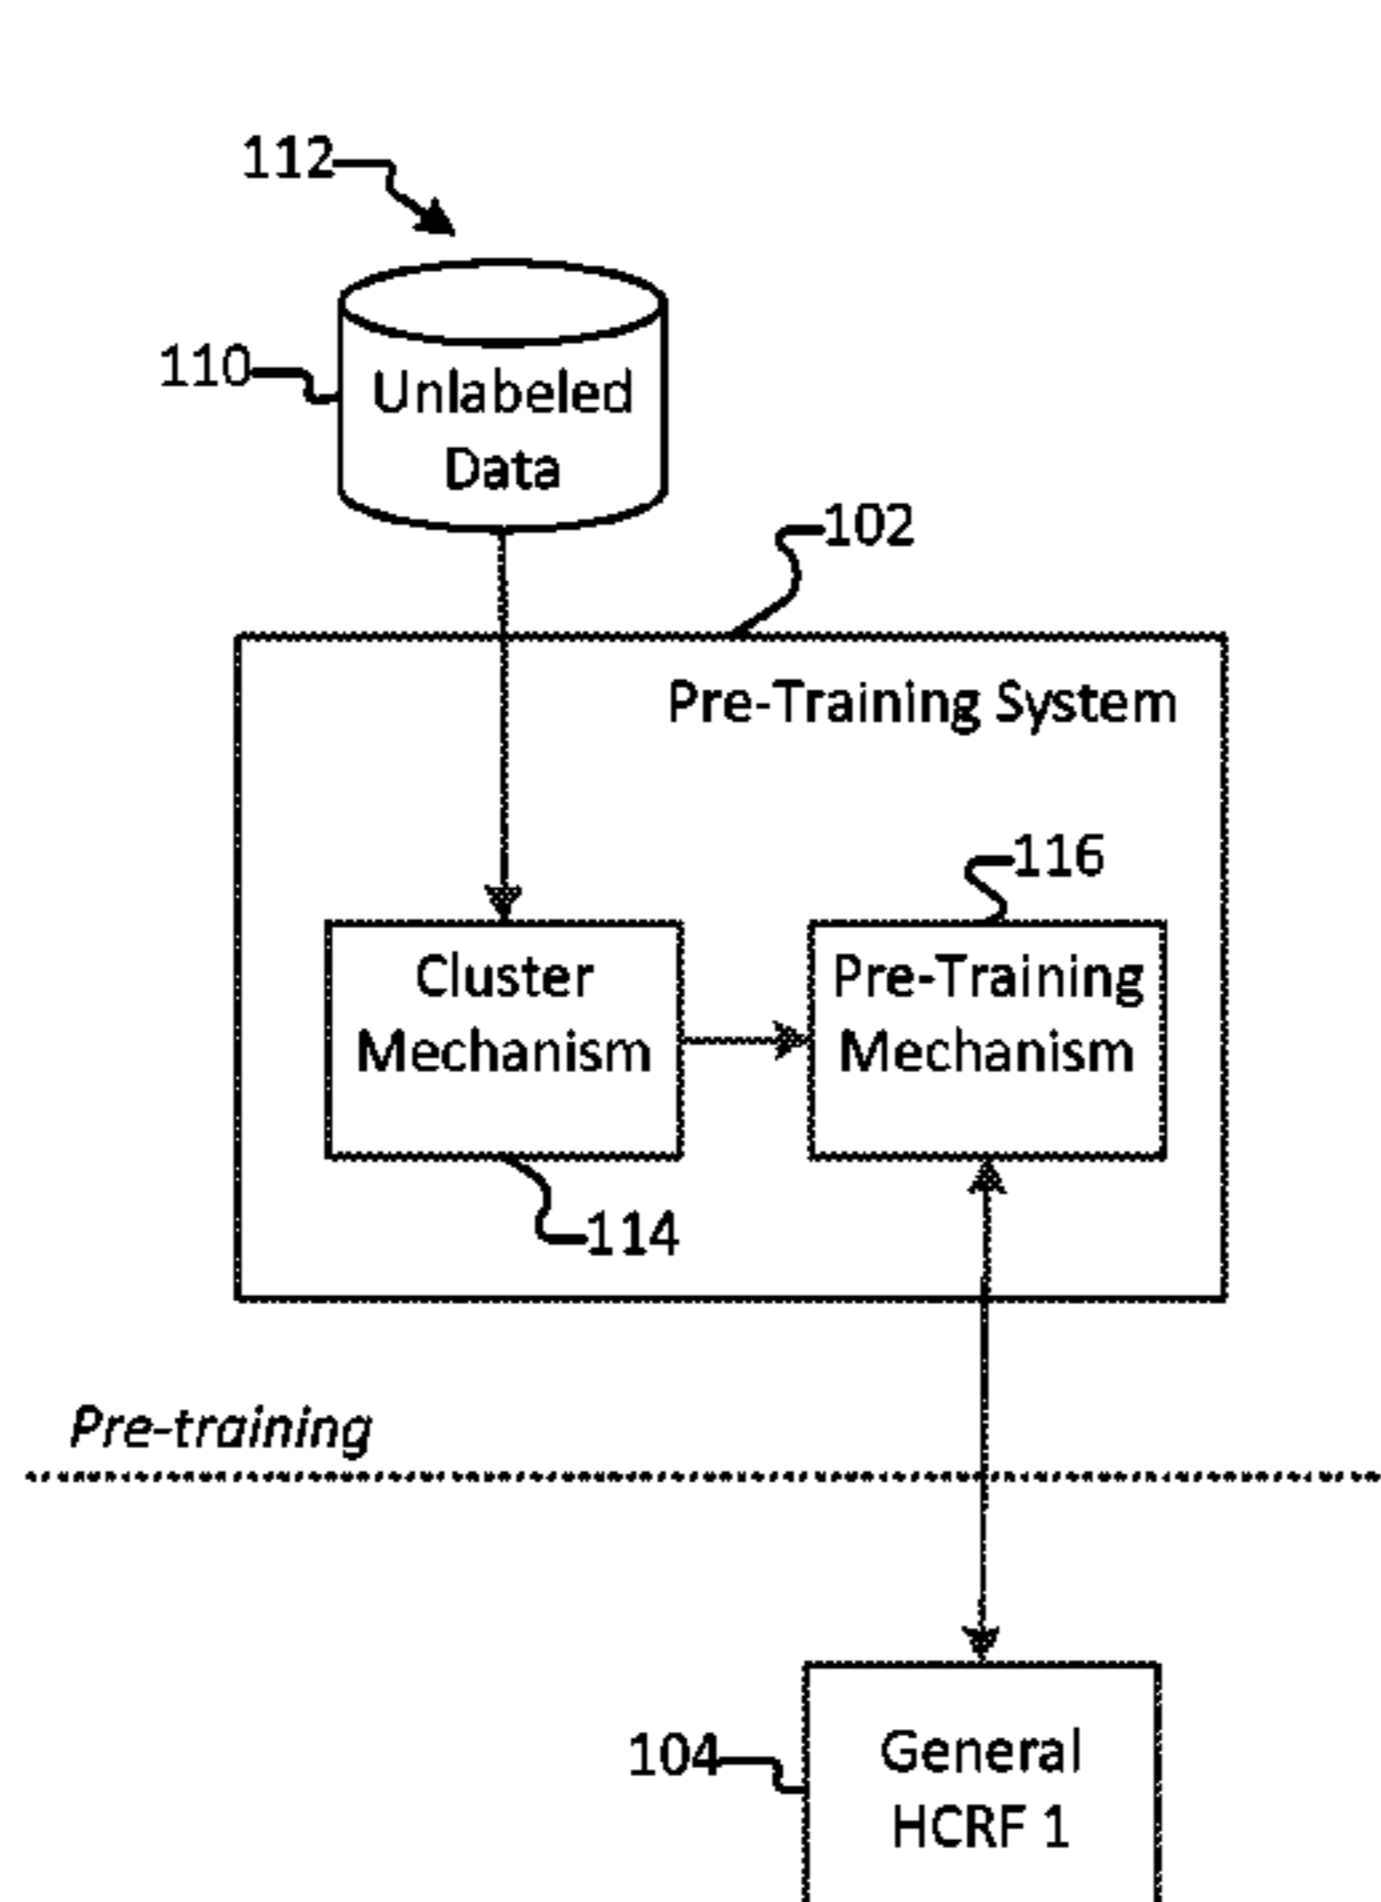 112
110
Unlabeled
Data
102
Pre-Training System
116
Cluster
Mechanism
Pre-Training
Mechanism
114
Pre-training
104
General
HCRF 1